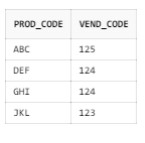 PROD_CODE VEND_CODE
ABC 125
DEF 124
GHI 124
JKL 123